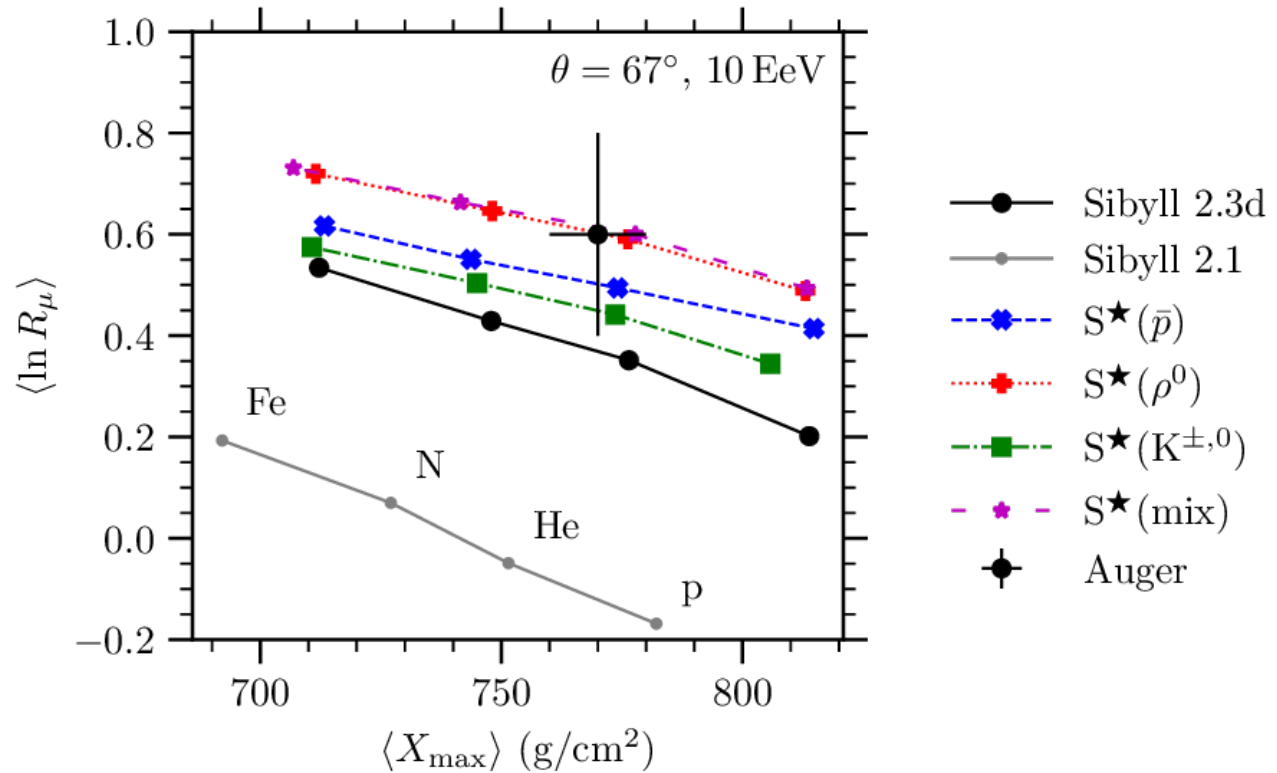 1.0
0.8
0.6
0.4
0.2
0.0
−0.2
⟨ln R_μ⟩
θ = 67°, 10 EeV
Fe
N
He
p
700 750 800
⟨X_max⟩ (g/cm²)
Sibyll 2.3d
Sibyll 2.1
S★(p̄)
S★(ρ⁰)
S★(K^{±,0})
S★(mix)
Auger